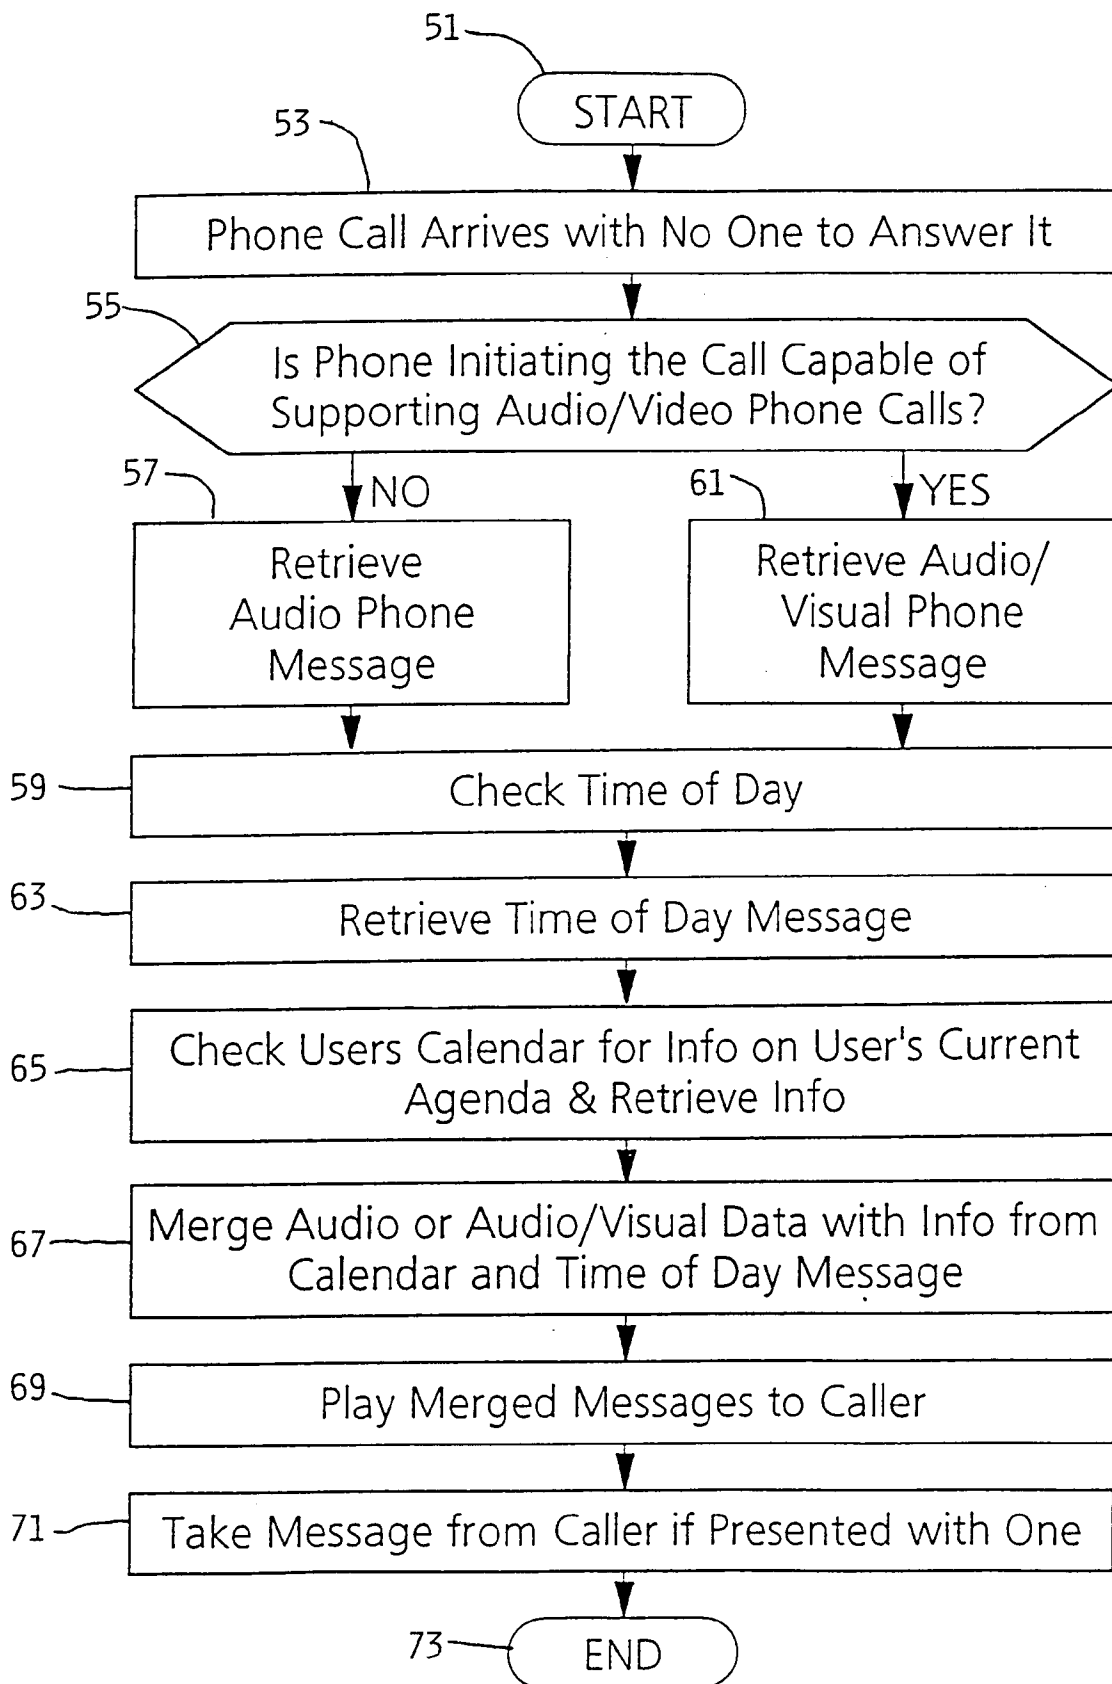 51
START
53
Phone Call Arrives with No One to Answer It
55
Is Phone Initiating the Call Capable of
Supporting Audio/Video Phone Calls?
57
NO
61
YES
Retrieve
Audio Phone
Message
Retrieve Audio/
Visual Phone
Message
59
Check Time of Day
63
Retrieve Time of Day Message
65
Check Users Calendar for Info on User's Current
Agenda & Retrieve Info
67
Merge Audio or Audio/Visual Data with Info from
Calendar and Time of Day Message
69
Play Merged Messages to Caller
71
Take Message from Caller if Presented with One
73
END